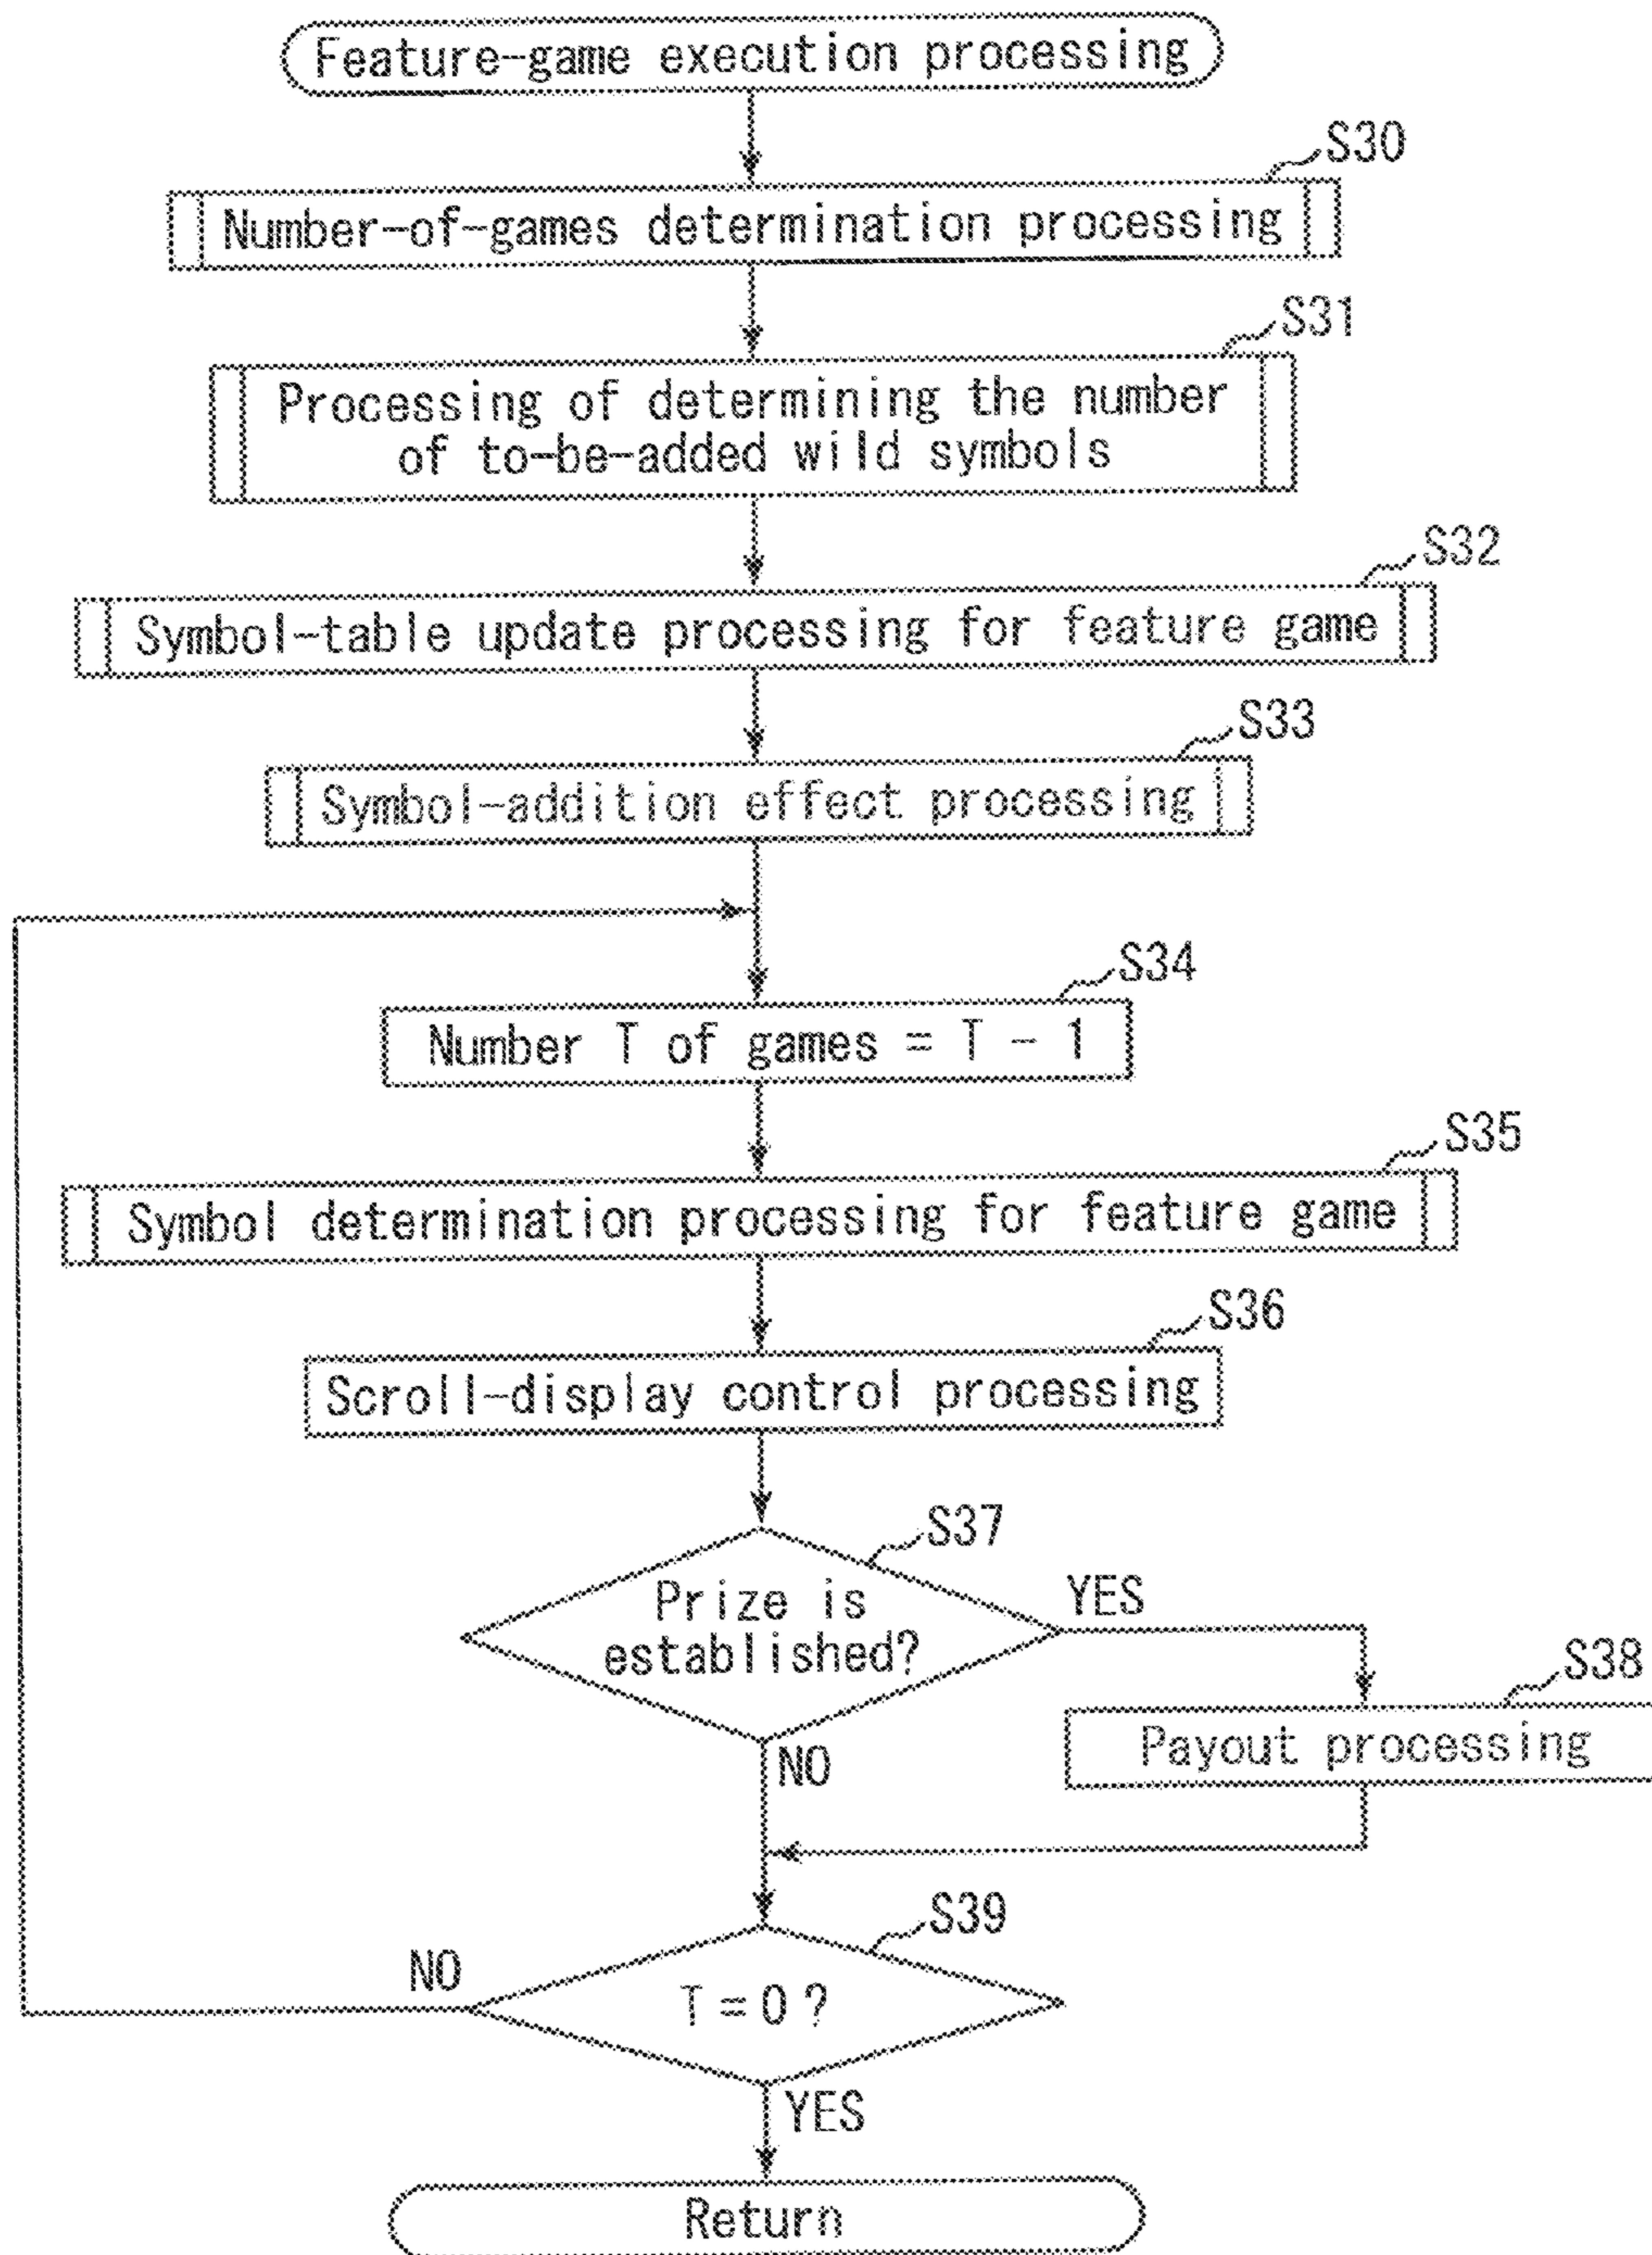 Feature-game execution processing
S30
Number-of-games determination processing
S31
Processing of determining the number
of to-be-added wild symbols
S32
Symbol-table update processing for feature game
S33
Symbol-addition effect processing
S34
Number T of games = T - 1
S35
Symbol determination processing for feature game
S36
Scroll-display control processing
S37
Prize is
established?
YES
S38
Payout processing
NO
S39
NO
T = 0 ?
YES
Return